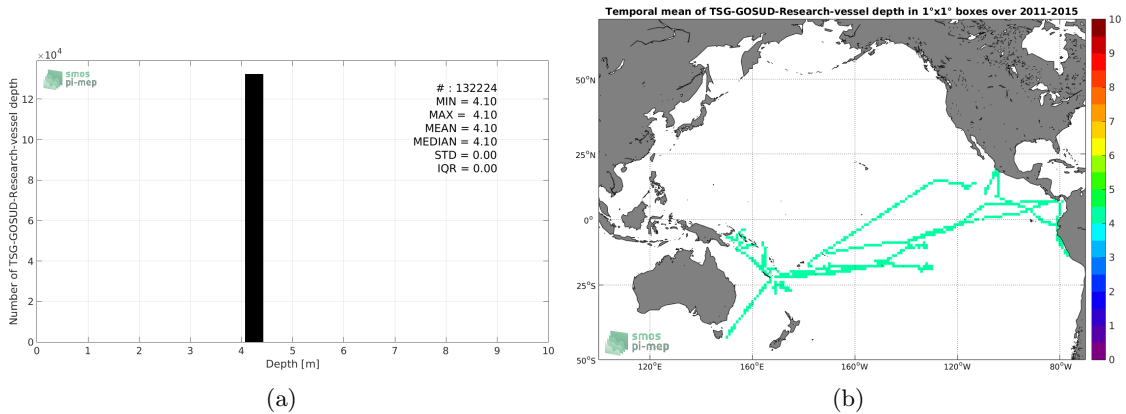 ×10⁴
12
10
8
6
4
2
0
Number of TSG-GOSUD-Research-vessel depth
smos
pi-mep
# : 132224
MIN = 4.10
MAX = 4.10
MEAN = 4.10
MEDIAN = 4.10
STD = 0.00
IQR = 0.00
0 1 2 3 4 5 6 7 8 9 10
Depth [m]
(a)
Temporal mean of TSG-GOSUD-Research-vessel depth in 1°x1° boxes over 2011-2015
50°N
25°N
0°
25°S
50°S
120°E 160°E 160°W 120°W 80°W
smos
pi-mep
10
9
8
7
6
5
4
3
2
1
0
(b)